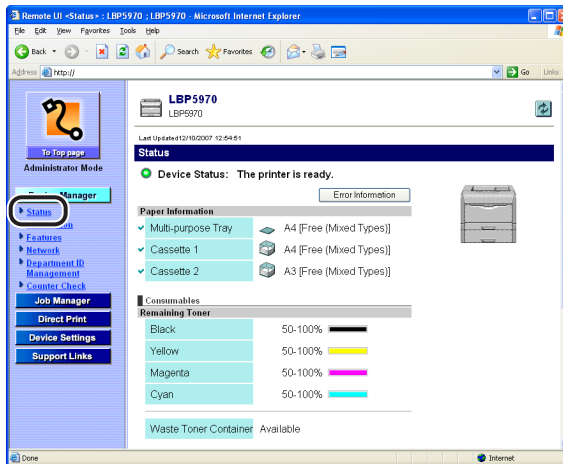 Remote UI <Status> : LBP5970 ; LBP5970 - Microsoft Internet Explorer
File Edit View Favorites Tools Help
Back Search Favorites
Address http:// Go Links
To Top page
Administrator Mode
Manager
Status
Features
Network
Department ID
Management
Counter Check
Job Manager
Direct Print
Device Settings
Support Links
LBP5970
LBP5970
Last Updated12/10/2007 12:54:51
Status
Device Status: The printer is ready.
Error Information
Paper Information
Multi-purpose Tray A4 [Free (Mixed Types)]
Cassette 1 A4 [Free (Mixed Types)]
Cassette 2 A3 [Free (Mixed Types)]
Consumables
Remaining Toner
Black 50-100%
Yellow 50-100%
Magenta 50-100%
Cyan 50-100%
Waste Toner Container Available
Done Internet